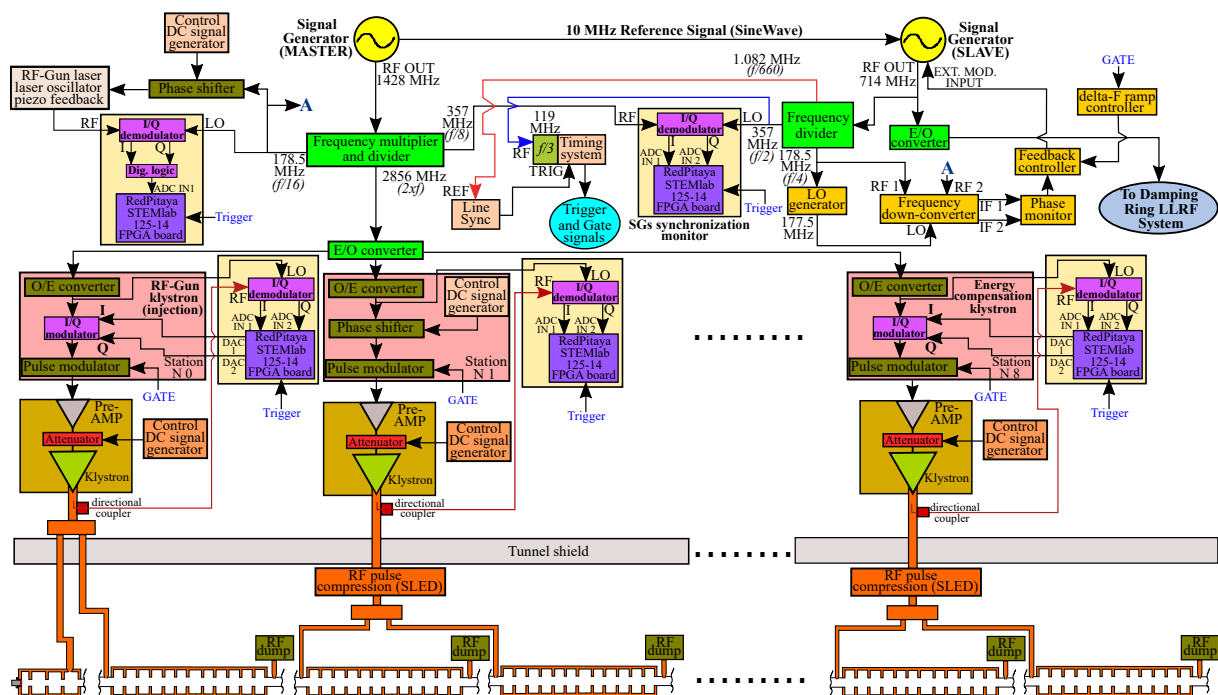 Control
DC signal
generator
Signal
Generator
(MASTER)
10 MHz Reference Signal (SineWave)
Signal
Generator
(SLAVE)
RF OUT
1428 MHz
1.082 MHz
(f/660)
RF OUT
714 MHz
EXT. MOD.
INPUT
GATE
RF-Gun laser
laser oscillator
piezo feedback
Phase shifter
A
delta-F ramp
controller
RF
I/Q
demodulator
LO
I
Q
Dig. logic
ADC IN1
RedPitaya
STEMlab
125-14
FPGA board
Trigger
178.5
MHz
(f/16)
Frequency multiplier
and divider
357
MHz
(f/8)
2856 MHz
(2xf)
119
MHz
RF
f/3
Timing
system
TRIG
REF
Line
Sync
Trigger
and Gate
signals
RF
I/Q
demodulator
LO
I
Q
ADC
IN 1
ADC
IN 2
RedPitaya
STEMlab
125-14
FPGA board
Trigger
SGs synchronization
monitor
357
MHz
(f/2)
Frequency
divider
178.5
MHz
(f/4)
LO
generator
177.5
MHz
E/O
converter
RF 1
A
RF 2
Frequency
down-converter
LO
IF 1
IF 2
Phase
monitor
Feedback
controller
To Damping
Ring LLRF
System
E/O converter
O/E converter
RF-Gun
klystron
(injection)
I/Q
modulator
I
Q
Pulse modulator
Station
N 0
GATE
LO
RF
I/Q
demodulator
I
Q
ADC
IN 1
ADC
IN 2
DAC
1
DAC
2
RedPitaya
STEMlab
125-14
FPGA board
Trigger
O/E converter
Control
DC signal
generator
Phase shifter
Pulse modulator
Station
N 1
GATE
LO
RF
I/Q
demodulator
I
Q
ADC
IN 1
ADC
IN 2
RedPitaya
STEMlab
125-14
FPGA board
Trigger
O/E converter
Energy
compensation
klystron
I/Q
modulator
I
Q
Pulse modulator
Station
N 8
GATE
LO
RF
I/Q
demodulator
I
Q
ADC
IN 1
ADC
IN 2
DAC
1
DAC
2
RedPitaya
STEMlab
125-14
FPGA board
Trigger
Pre-
AMP
Attenuator
Klystron
Control
DC signal
generator
directional
coupler
Pre-
AMP
Attenuator
Klystron
Control
DC signal
generator
directional
coupler
Pre-
AMP
Attenuator
Klystron
Control
DC signal
generator
directional
coupler
Tunnel shield
RF pulse
compression (SLED)
RF pulse
compression (SLED)
RF
dump
RF
dump
RF
dump
RF
dump
RF
dump